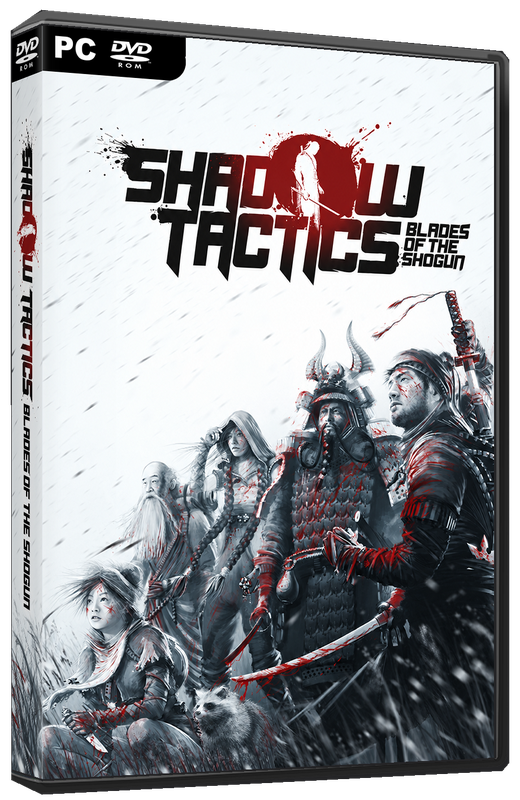 PC DVD
ROM
DVD
ROM
SHADOW
TACTICS
BLADES
OF THE
SHOGUN
SHADOW TACTICS BLADES OF THE SHOGUN